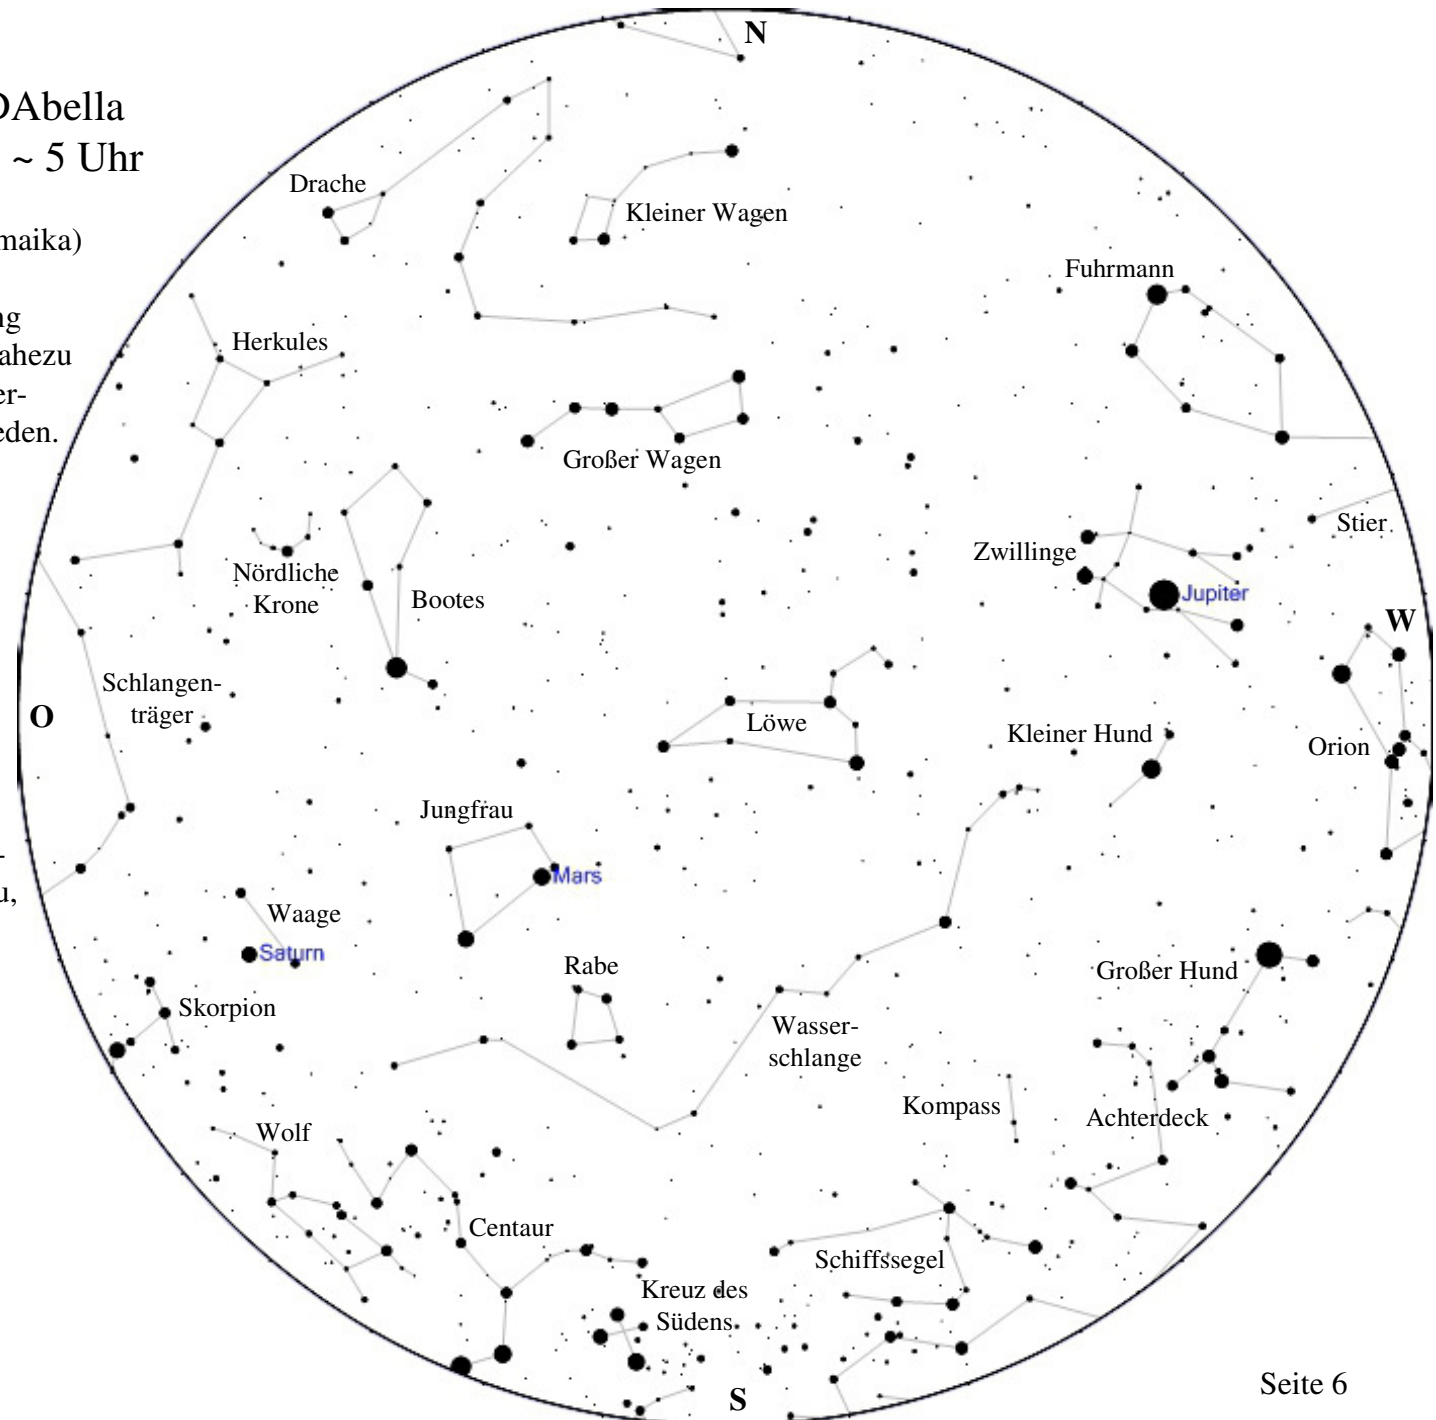 DAbella
~ 5 Uhr
maika)
ng
ahezu
er-
eden.
-
u,
N
Drache
Kleiner Wagen
Fuhrmann
Herkules
Großer Wagen
Stier
Zwillinge
Nördliche
Krone
Bootes
Jupiter
W
Schlangen-
träger
O
Löwe
Kleiner Hund
Orion
Jungfrau
Mars
Waage
Saturn
Rabe
Großer Hund
Skorpion
Wasser-
schlange
Kompass
Achterdeck
Wolf
Centaur
Schiffssegel
Kreuz des
Südens
S
Seite 6